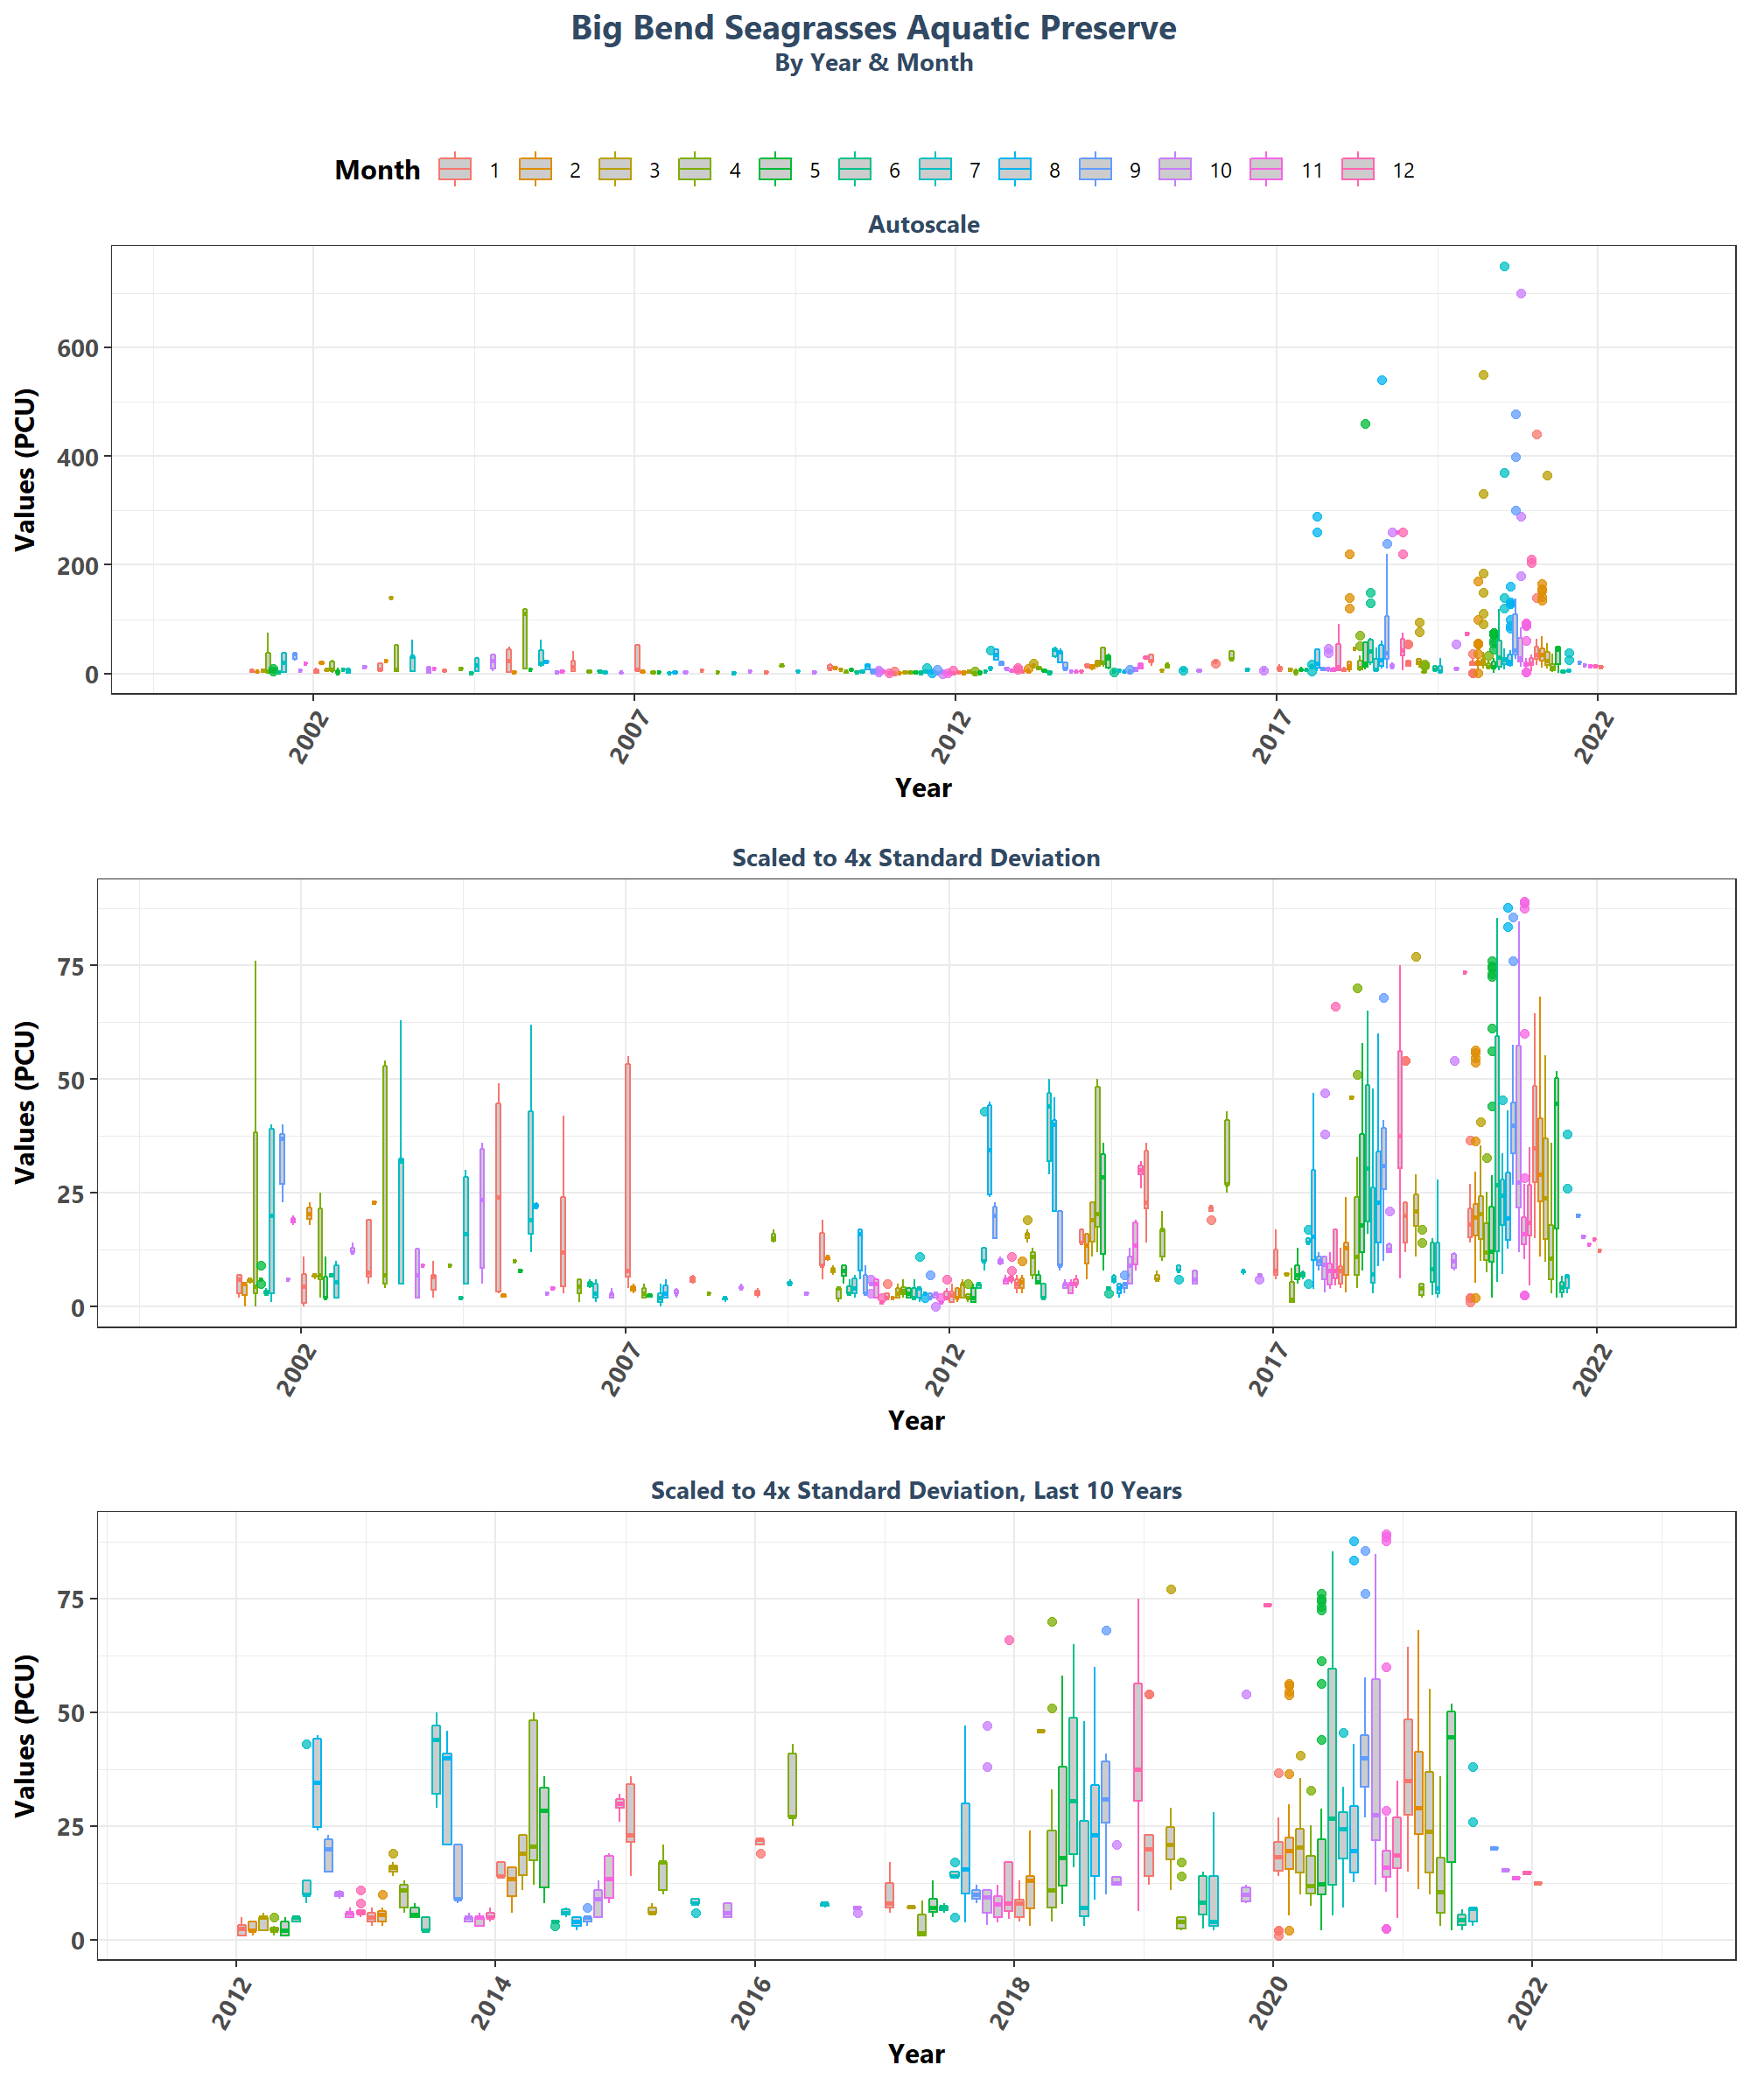 Big Bend Seagrasses Aquatic Preserve
By Year & Month
Month 1 2 3 4 5 6 7 8 9 10 11 12
Autoscale
Values (PCU)
600
400
200
0
2002 2007 2012 2017 2022
Year
Scaled to 4x Standard Deviation
Values (PCU)
75
50
25
0
2002 2007 2012 2017 2022
Year
Scaled to 4x Standard Deviation, Last 10 Years
Values (PCU)
75
50
25
0
2012 2014 2016 2018 2020 2022
Year